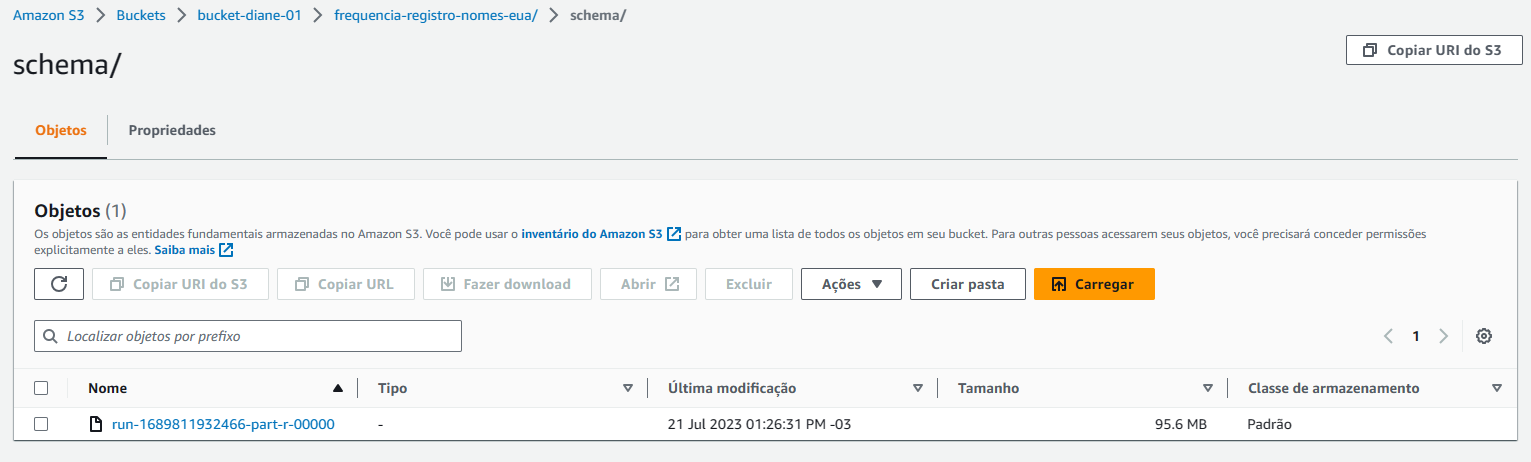 Amazon S3 > Buckets > bucket-diane-01 > frequencia-registro-nomes-eua/ > schema/
schema/
Copiar URI do S3
Objetos Propriedades
Objetos (1)
Os objetos são as entidades fundamentais armazenadas no Amazon S3. Você pode usar o inventário do Amazon S3 para obter uma lista de todos os objetos em seu bucket. Para outras pessoas acessarem seus objetos, você precisará conceder permissões
explicitamente a eles. Saiba mais
Copiar URI do S3 Copiar URL Fazer download Abrir Excluir Ações Criar pasta Carregar
Localizar objetos por prefixo
1
Nome Tipo Última modificação Tamanho Classe de armazenamento
run-1689811932466-part-r-00000 - 21 Jul 2023 01:26:31 PM -03 95.6 MB Padrão